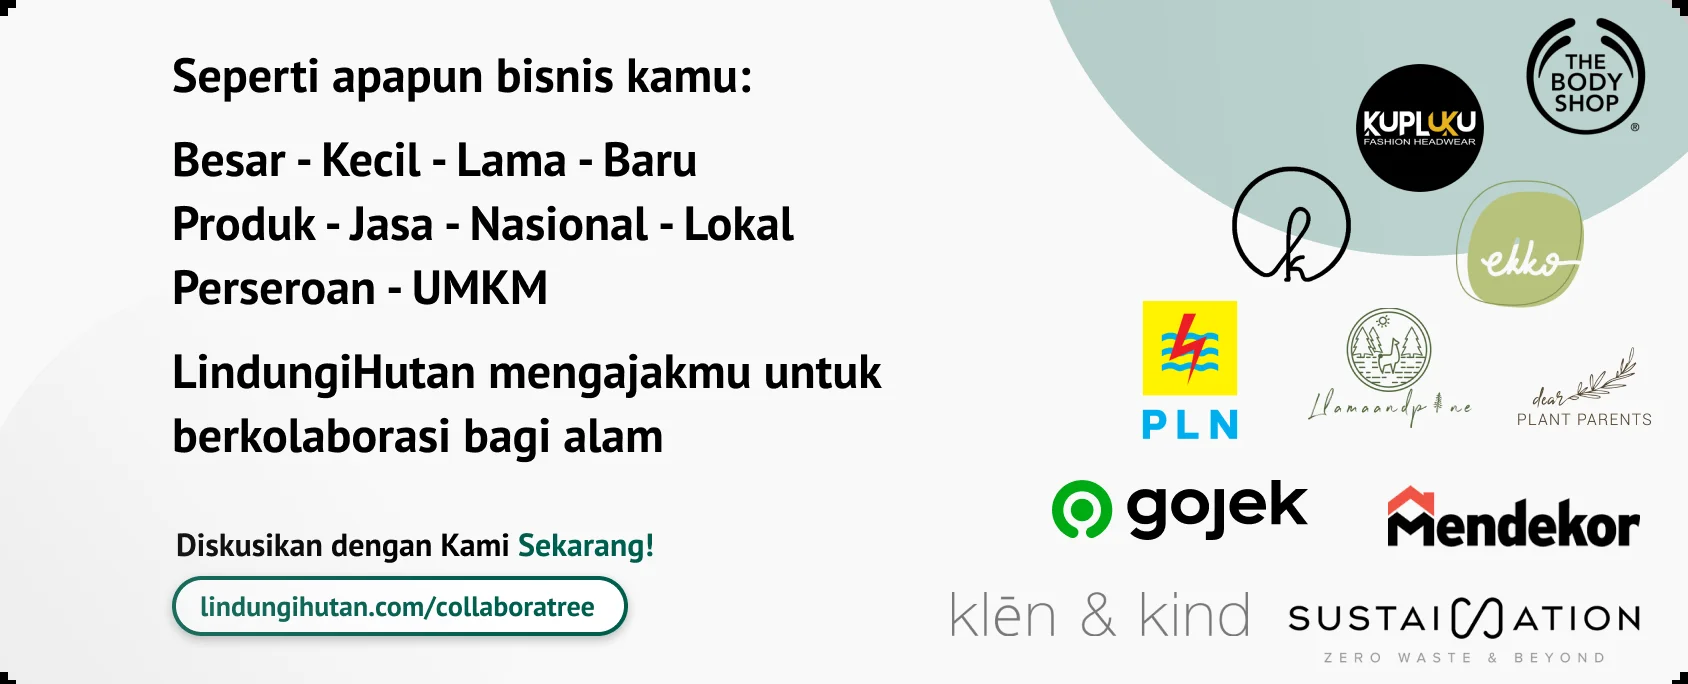 Seperti apapun bisnis kamu:
Besar - Kecil - Lama - Baru
Produk - Jasa - Nasional - Lokal
Perseroan - UMKM
LindungiHutan mengajakmu untuk
berkolaborasi bagi alam
Diskusikan dengan Kami Sekarang!
lindungihutan.com/collaboratree
THE
BODY
SHOP
®
KUPLUKU
FASHION HEADWEAR
k
ekko
PLN
Llamaandpine
dear
PLANT PARENTS
gojek
Mendekor
klēn & kind
SUSTAINATION
ZERO WASTE & BEYOND